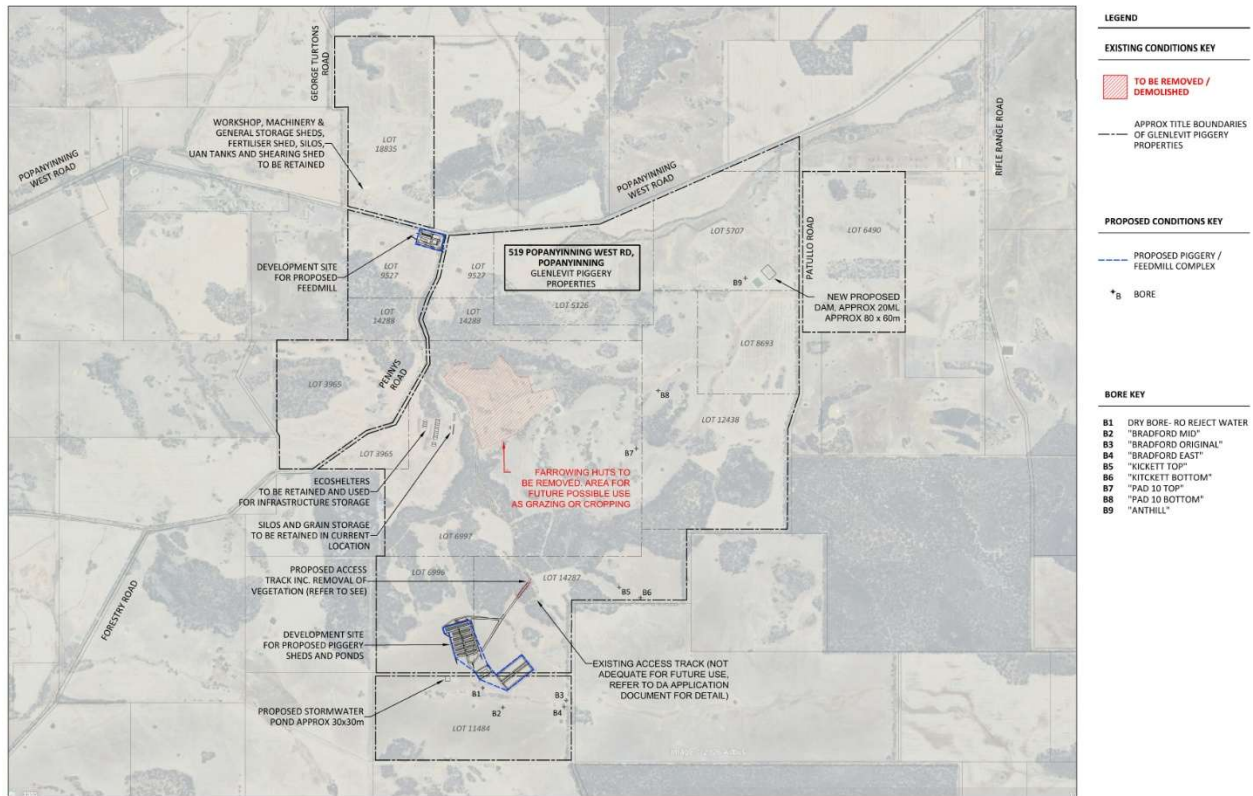 GEORGE TURTONS
ROAD
WORKSHOP, MACHINERY &
GENERAL STORAGE SHEDS,
FERTILISER SHED, SILOS,
UAN TANKS AND SHEARING SHED
TO BE RETAINED
LOT
18835
POPANYINNING
WEST ROAD
POPANYINNING
WEST ROAD
RIFLE RANGE ROAD
DEVELOPMENT SITE
FOR PROPOSED
FEEDMILL
LOT
9527
LOT
9527
519 POPANYINNING WEST RD,
POPANYINNING
GLENLEVIT PIGGERY
PROPERTIES
LOT 5707
PATULLO ROAD
LOT 6490
B9
NEW PROPOSED
DAM, APPROX 20ML
APPROX 80 x 60m
LOT
14288
LOT
14288
LOT 5126
LOT 8693
LOT 3965
PENNYS
ROAD
B8
LOT 12438
LOT 3965
B7
FARROWING HUTS TO
BE REMOVED. AREA FOR
FUTURE POSSIBLE USE
AS GRAZING OR CROPPING
ECOSHELTERS
TO BE RETAINED AND USED
FOR INFRASTRUCTURE STORAGE
SILOS AND GRAIN STORAGE
TO BE RETAINED IN CURRENT
LOCATION
LOT 6997
PROPOSED ACCESS
TRACK INC. REMOVAL OF
VEGETATION (REFER TO SEE)
LOT 6996
LOT 14287
B5
B6
FORESTRY ROAD
DEVELOPMENT SITE
FOR PROPOSED PIGGERY
SHEDS AND PONDS
EXISTING ACCESS TRACK (NOT
ADEQUATE FOR FUTURE USE,
REFER TO DA APPLICATION
DOCUMENT FOR DETAIL)
B1
B2
B3
B4
PROPOSED STORMWATER
POND APPROX 30x30m
LOT 11484
LEGEND
EXISTING CONDITIONS KEY
TO BE REMOVED /
DEMOLISHED
APPROX TITLE BOUNDARIES
OF GLENLEVIT PIGGERY
PROPERTIES
PROPOSED CONDITIONS KEY
PROPOSED PIGGERY /
FEEDMILL COMPLEX
B BORE
BORE KEY
B1 DRY BORE- RO REJECT WATER
B2 "BRADFORD MID"
B3 "BRADFORD ORIGINAL"
B4 "BRADFORD EAST"
B5 "KICKETT TOP"
B6 "KITCKETT BOTTOM"
B7 "PAD 10 TOP"
B8 "PAD 10 BOTTOM"
B9 "ANTHILL"